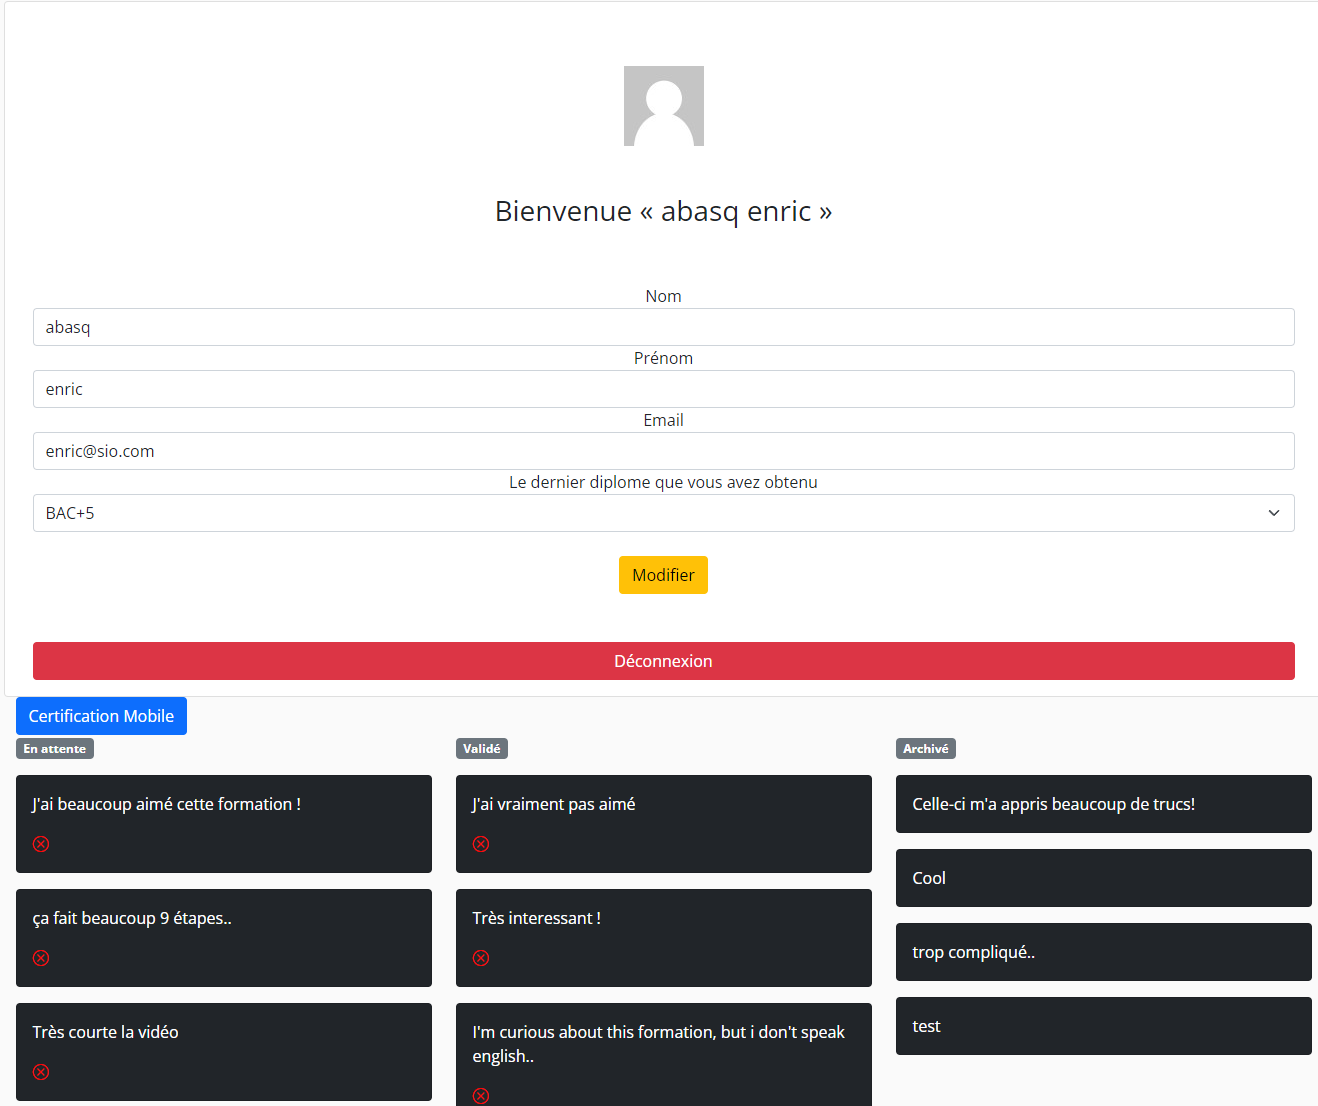 Bienvenue « abasq enric »
Nom
abasq
Prénom
enric
Email
enric@sio.com
Le dernier diplome que vous avez obtenu
BAC+5
Modifier
Déconnexion
Certification Mobile
En attente
J'ai beaucoup aimé cette formation !
ça fait beaucoup 9 étapes..
Très courte la vidéo
Validé
J'ai vraiment pas aimé
Très interessant !
I'm curious about this formation, but i don't speak
english..
Archivé
Celle-ci m'a appris beaucoup de trucs!
Cool
trop compliqué..
test